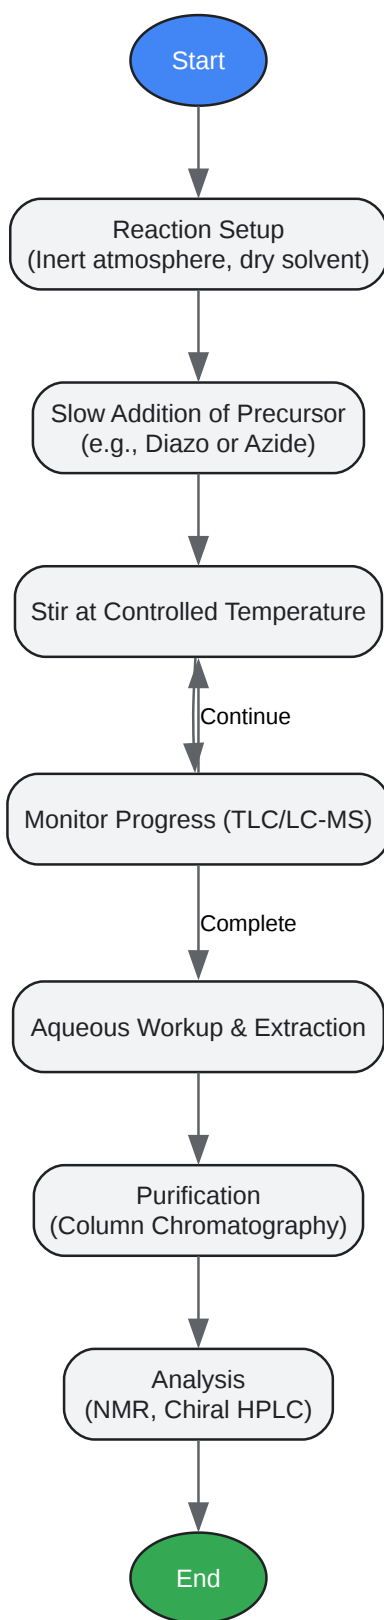 Start
Reaction Setup
(Inert atmosphere, dry solvent)
Slow Addition of Precursor
(e.g., Diazo or Azide)
Stir at Controlled Temperature
Continue
Monitor Progress (TLC/LC-MS)
Complete
Aqueous Workup & Extraction
Purification
(Column Chromatography)
Analysis
(NMR, Chiral HPLC)
End